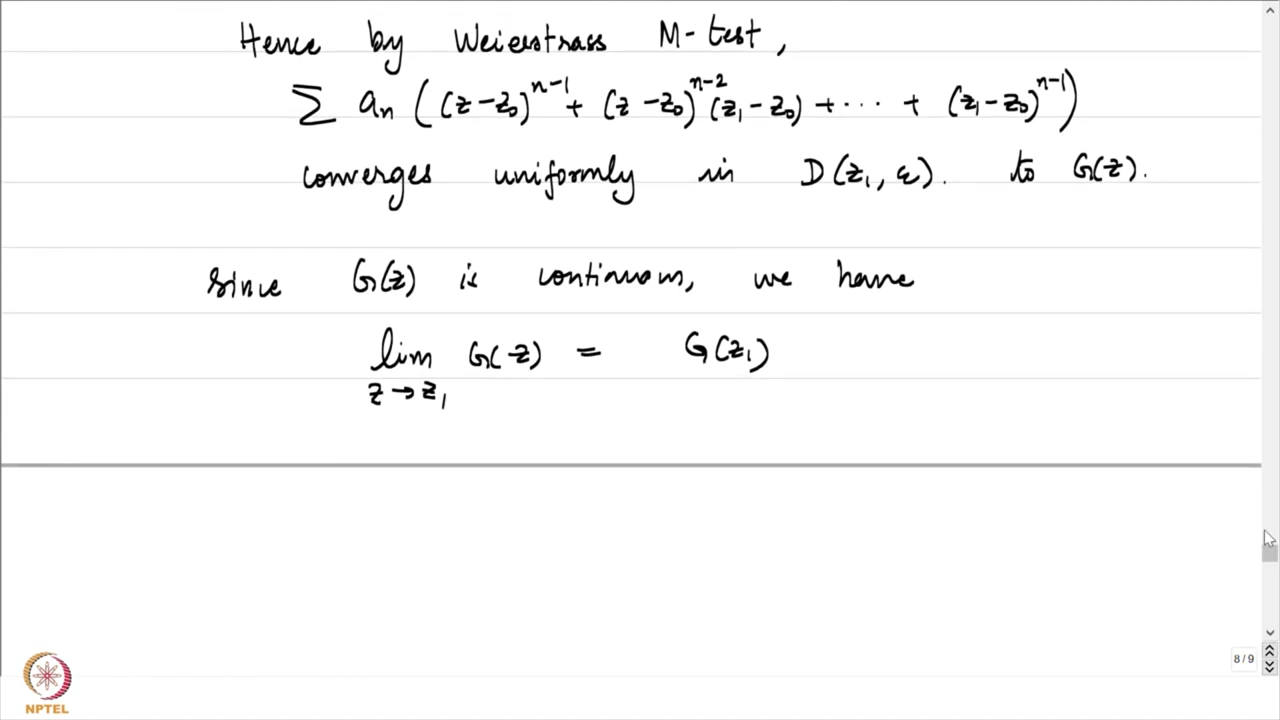 Hence by Weierstrass M-test,
∑ aₙ ((z-z₀)ⁿ⁻¹ + (z-z₀)ⁿ⁻²(z₁-z₀) + ··· + (z₁-z₀)ⁿ⁻¹)
converges uniformly in D(z₁, ε). to G(z).
Since G(z) is continuous, we have
lim G(z) = G(z₁)
z→z₁
8/9
NPTEL